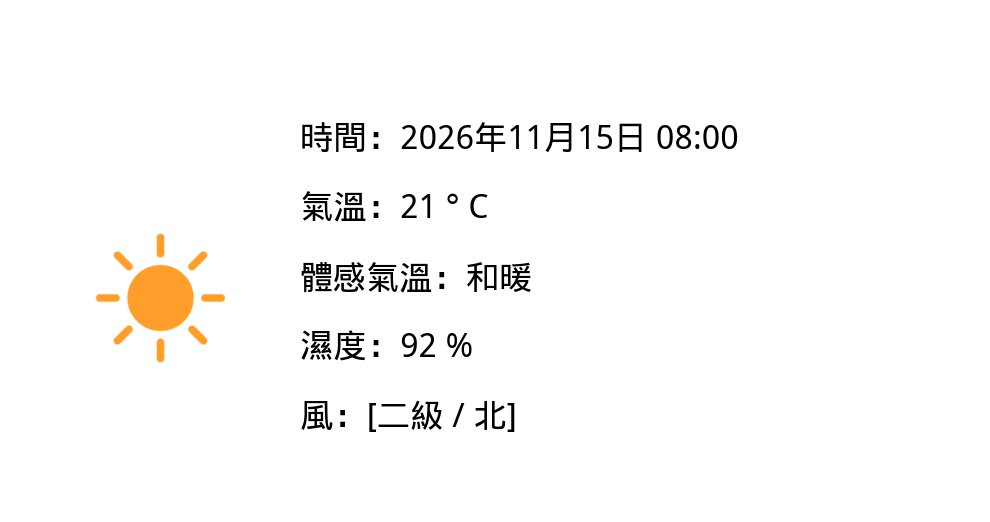 時間：2026年11月15日 08:00
氣溫：21 ° C
體感氣溫：和暖
濕度：92 %
風：[二級 / 北]